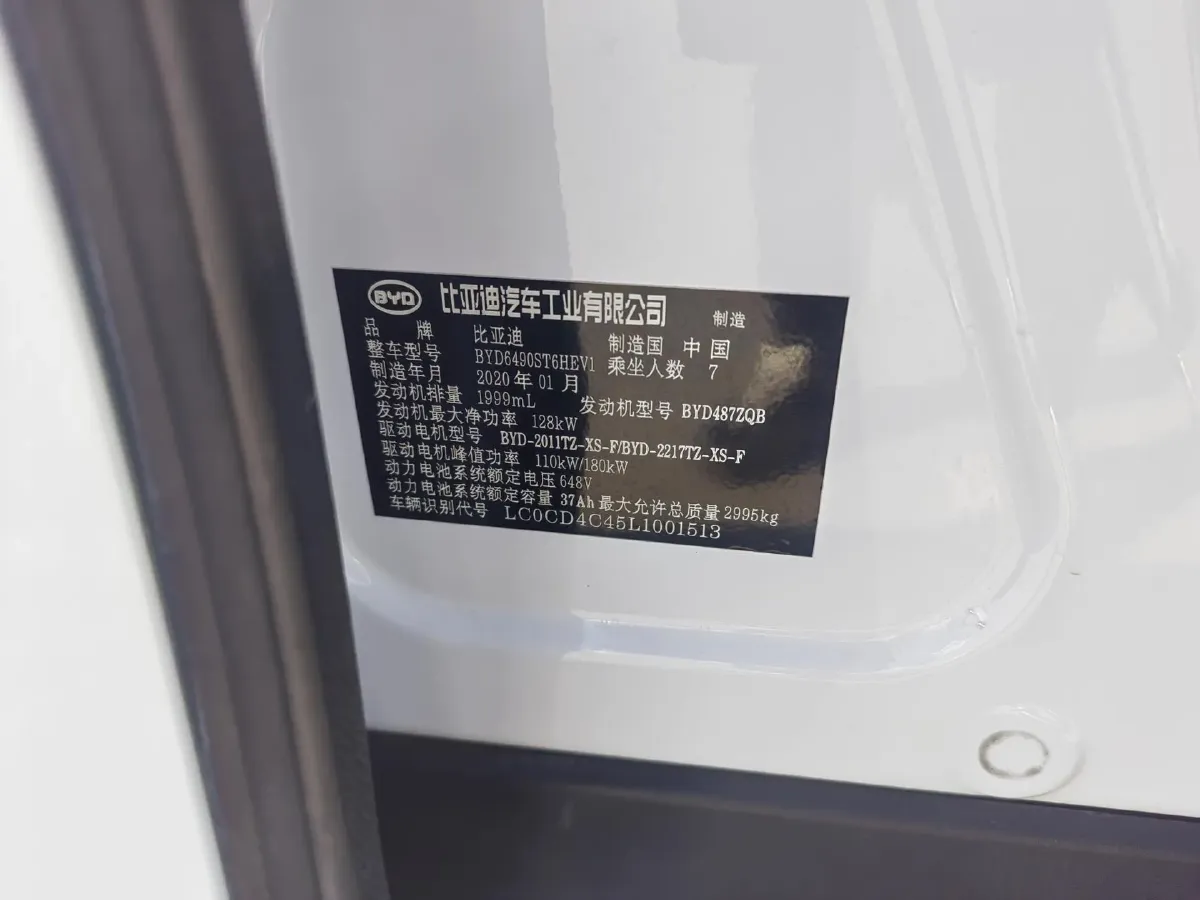 BYD 比亚迪汽车工业有限公司 制造
品 牌 比亚迪 制造国 中国
整车型号 BYD6490ST6HEV1 乘坐人数 7
制造年月 2020年01月
发动机排量 1999mL 发动机型号 BYD487ZQB
发动机最大净功率 128kW
驱动电机型号 BYD-2011TZ-XS-F/BYD-2217TZ-XS-F
驱动电机峰值功率 110kW/180kW
动力电池系统额定电压 648V
动力电池系统额定容量 37Ah 最大允许总质量 2995kg
车辆识别代号 LC0CD4C45L1001513